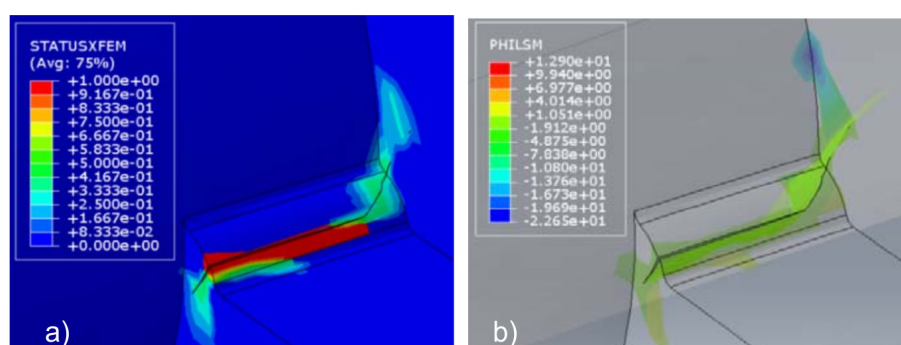 STATUSXFEM
(Avg: 75%)
+1.000e+00
+9.167e-01
+8.333e-01
+7.500e-01
+6.667e-01
+5.833e-01
+5.000e-01
+4.167e-01
+3.333e-01
+2.500e-01
+1.667e-01
+8.333e-02
+0.000e+00
a)
PHILSM
+1.290e+01
+9.940e+00
+6.977e+00
+4.014e+00
+1.051e+00
-1.912e+00
-4.875e+00
-7.838e+00
-1.080e+01
-1.376e+01
-1.673e+01
-1.969e+01
-2.265e+01
b)